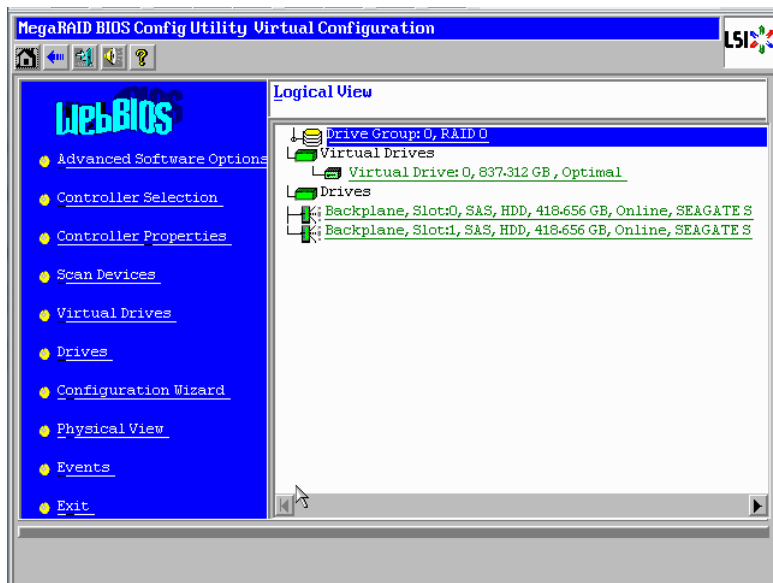 MegaRAID BIOS Config Utility Virtual Configuration
LSI
WebBIOS
Advanced Software Options
Controller Selection
Controller Properties
Scan Devices
Virtual Drives
Drives
Configuration Wizard
Physical View
Events
Exit
Logical View
Drive Group: 0, RAID 0
Virtual Drives
Virtual Drive: 0, 837.312 GB , Optimal
Drives
Backplane, Slot:0, SAS, HDD, 418.656 GB, Online, SEAGATE S
Backplane, Slot:1, SAS, HDD, 418.656 GB, Online, SEAGATE S